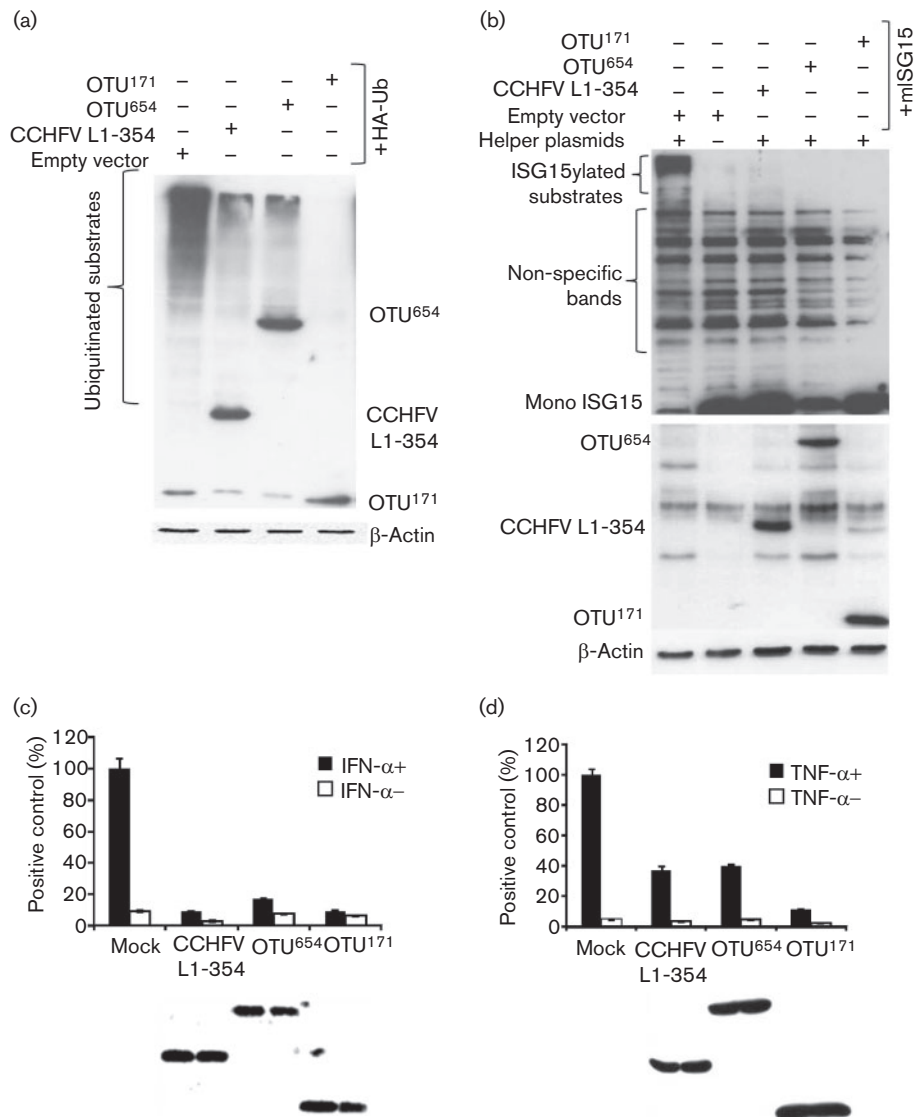 (a)
OTU171 – – – +
OTU654 – – + –
CCHFV L1-354 – + – –
Empty vector + – – –
+HA-Ub
Ubiquitinated substrates
OTU654
CCHFV
L1-354
OTU171
β-Actin
(b)
OTU171 – – – – +
OTU654 – – – + –
CCHFV L1-354 – – + – –
Empty vector + + – – –
Helper plasmids + – + + +
+mISG15
ISG15ylated
substrates
Non-specific
bands
Mono ISG15
OTU654
CCHFV L1-354
OTU171
β-Actin
(c)
Positive control (%)
120
100
80
60
40
20
0
IFN-α+
IFN-α–
Mock CCHFV OTU654 OTU171
L1-354
(d)
Positive control (%)
120
100
80
60
40
20
0
TNF-α+
TNF-α–
Mock CCHFV OTU654 OTU171
L1-354